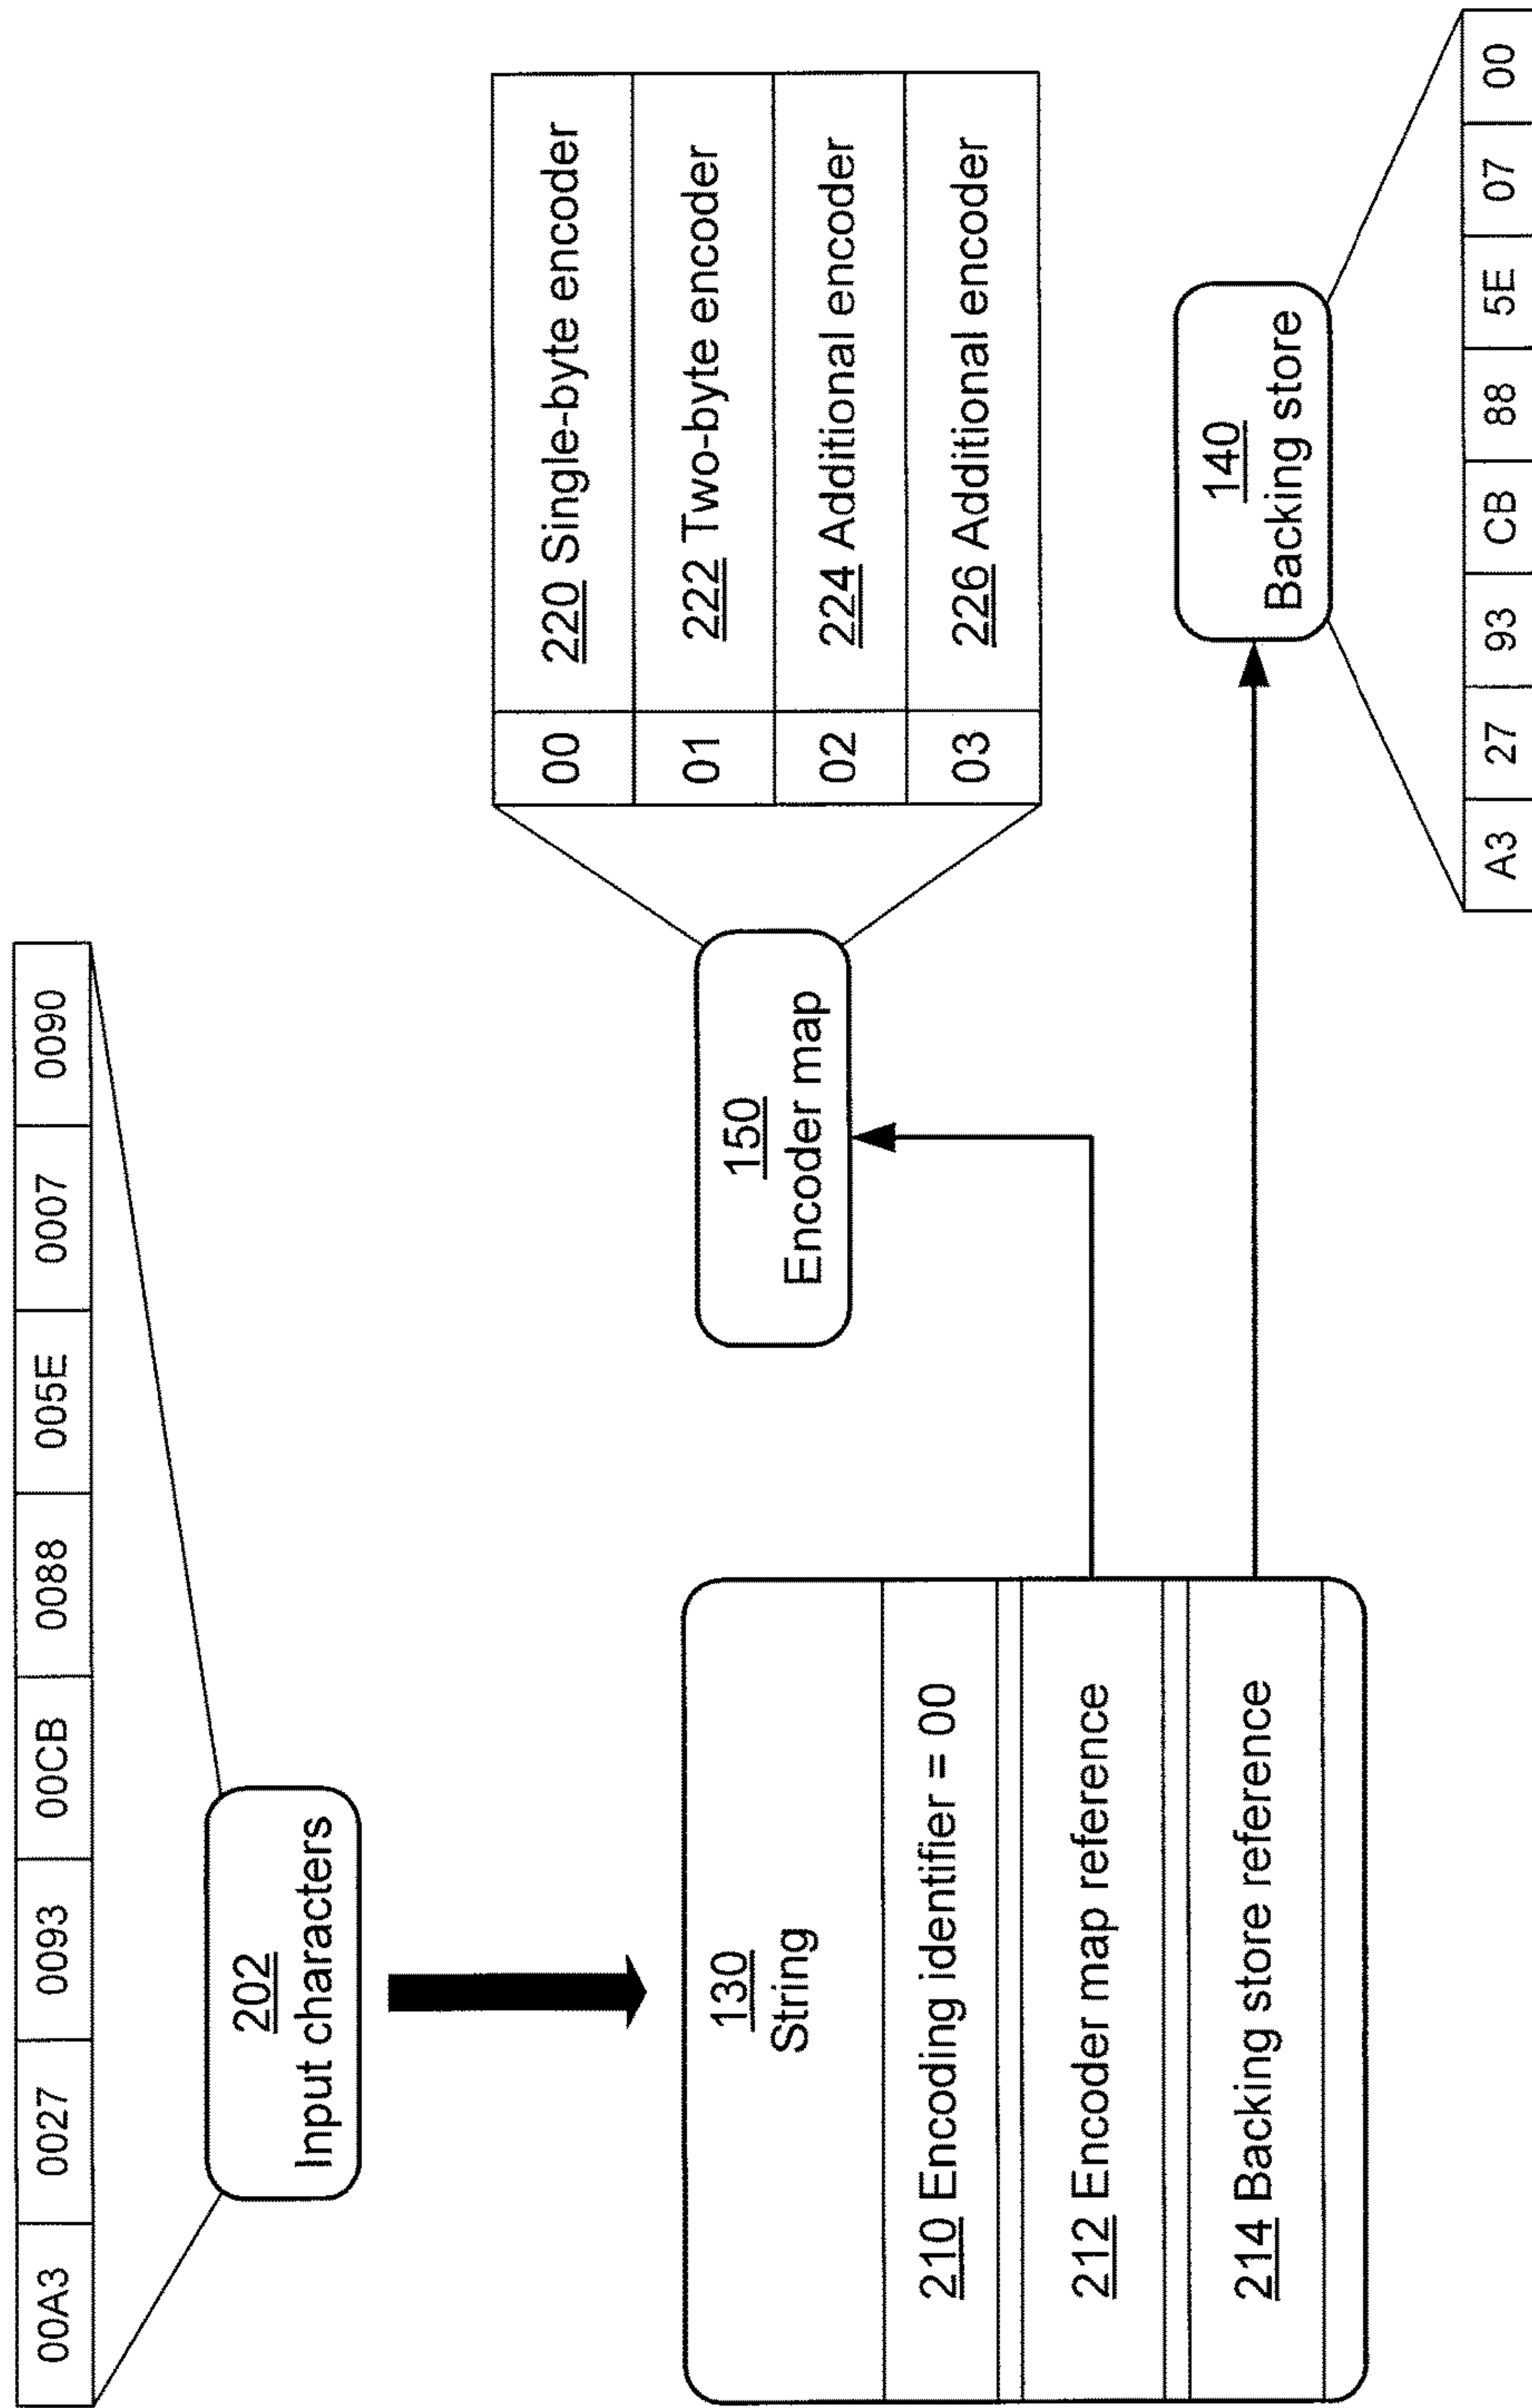 00A3 0027 0093 00CB 0088 005E 0007 0090
202
Input characters
130
String
210 Encoding identifier = 00
212 Encoder map reference
214 Backing store reference
150
Encoder map
00 220 Single-byte encoder
01 222 Two-byte encoder
02 224 Additional encoder
03 226 Additional encoder
140
Backing store
A3 27 93 CB 88 5E 07 00